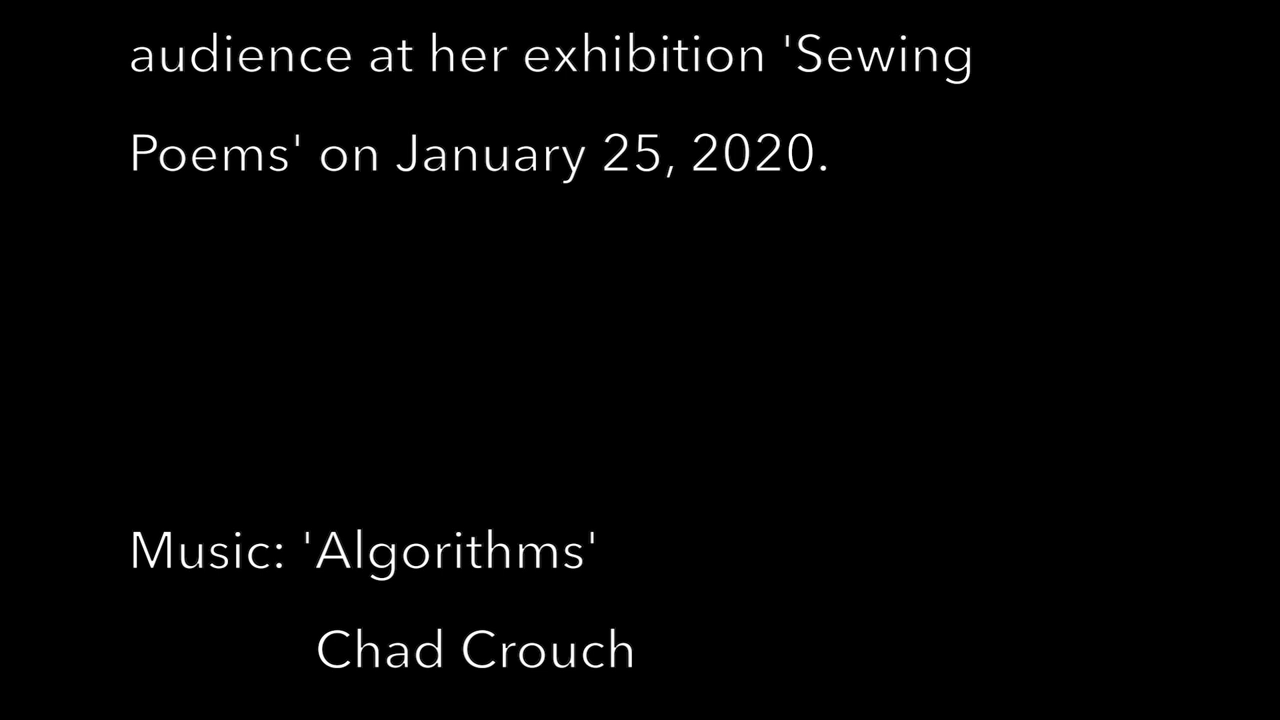 audience at her exhibition 'Sewing
Poems' on January 25, 2020.
Music: 'Algorithms'
Chad Crouch